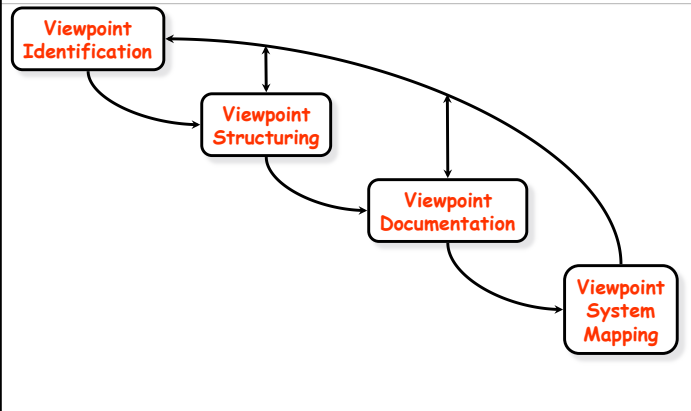 Viewpoint
Identification
Viewpoint
Structuring
Viewpoint
Documentation
Viewpoint
System
Mapping